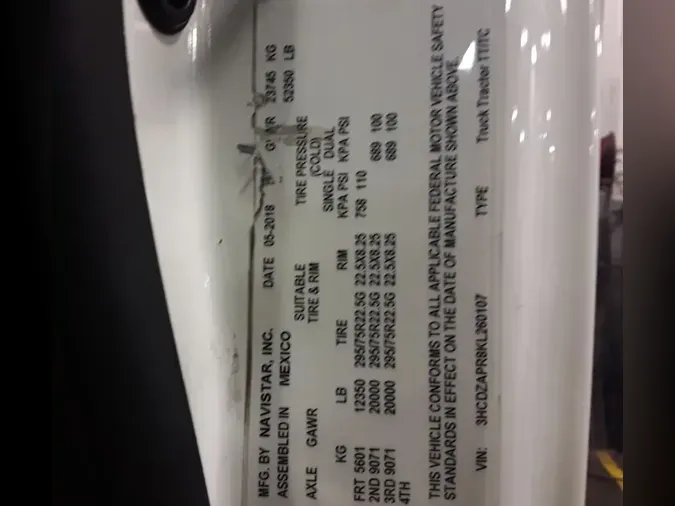 MFG. BY NAVISTAR, INC. DATE 05-2018 23745 KG
ASSEMBLED IN MEXICO 52350 LB
SUITABLE TIRE PRESSURE
AXLE GAWR TIRE & RIM (COLD)
SINGLE DUAL
KG LB TIRE RIM KPA PSI KPA PSI
FRT 5601 12350 295/75R22.5G 22.5X8.25 758 110
2ND 9071 20000 295/75R22.5G 22.5X8.25 689 100
3RD 9071 20000 295/75R22.5G 22.5X8.25 689 100
4TH
THIS VEHICLE CONFORMS TO ALL APPLICABLE FEDERAL MOTOR VEHICLE SAFETY
STANDARDS IN EFFECT ON THE DATE OF MANUFACTURE SHOWN ABOVE.
VIN: 3HCDZAPR8KL260107 TYPE Truck Tractor TT/TC